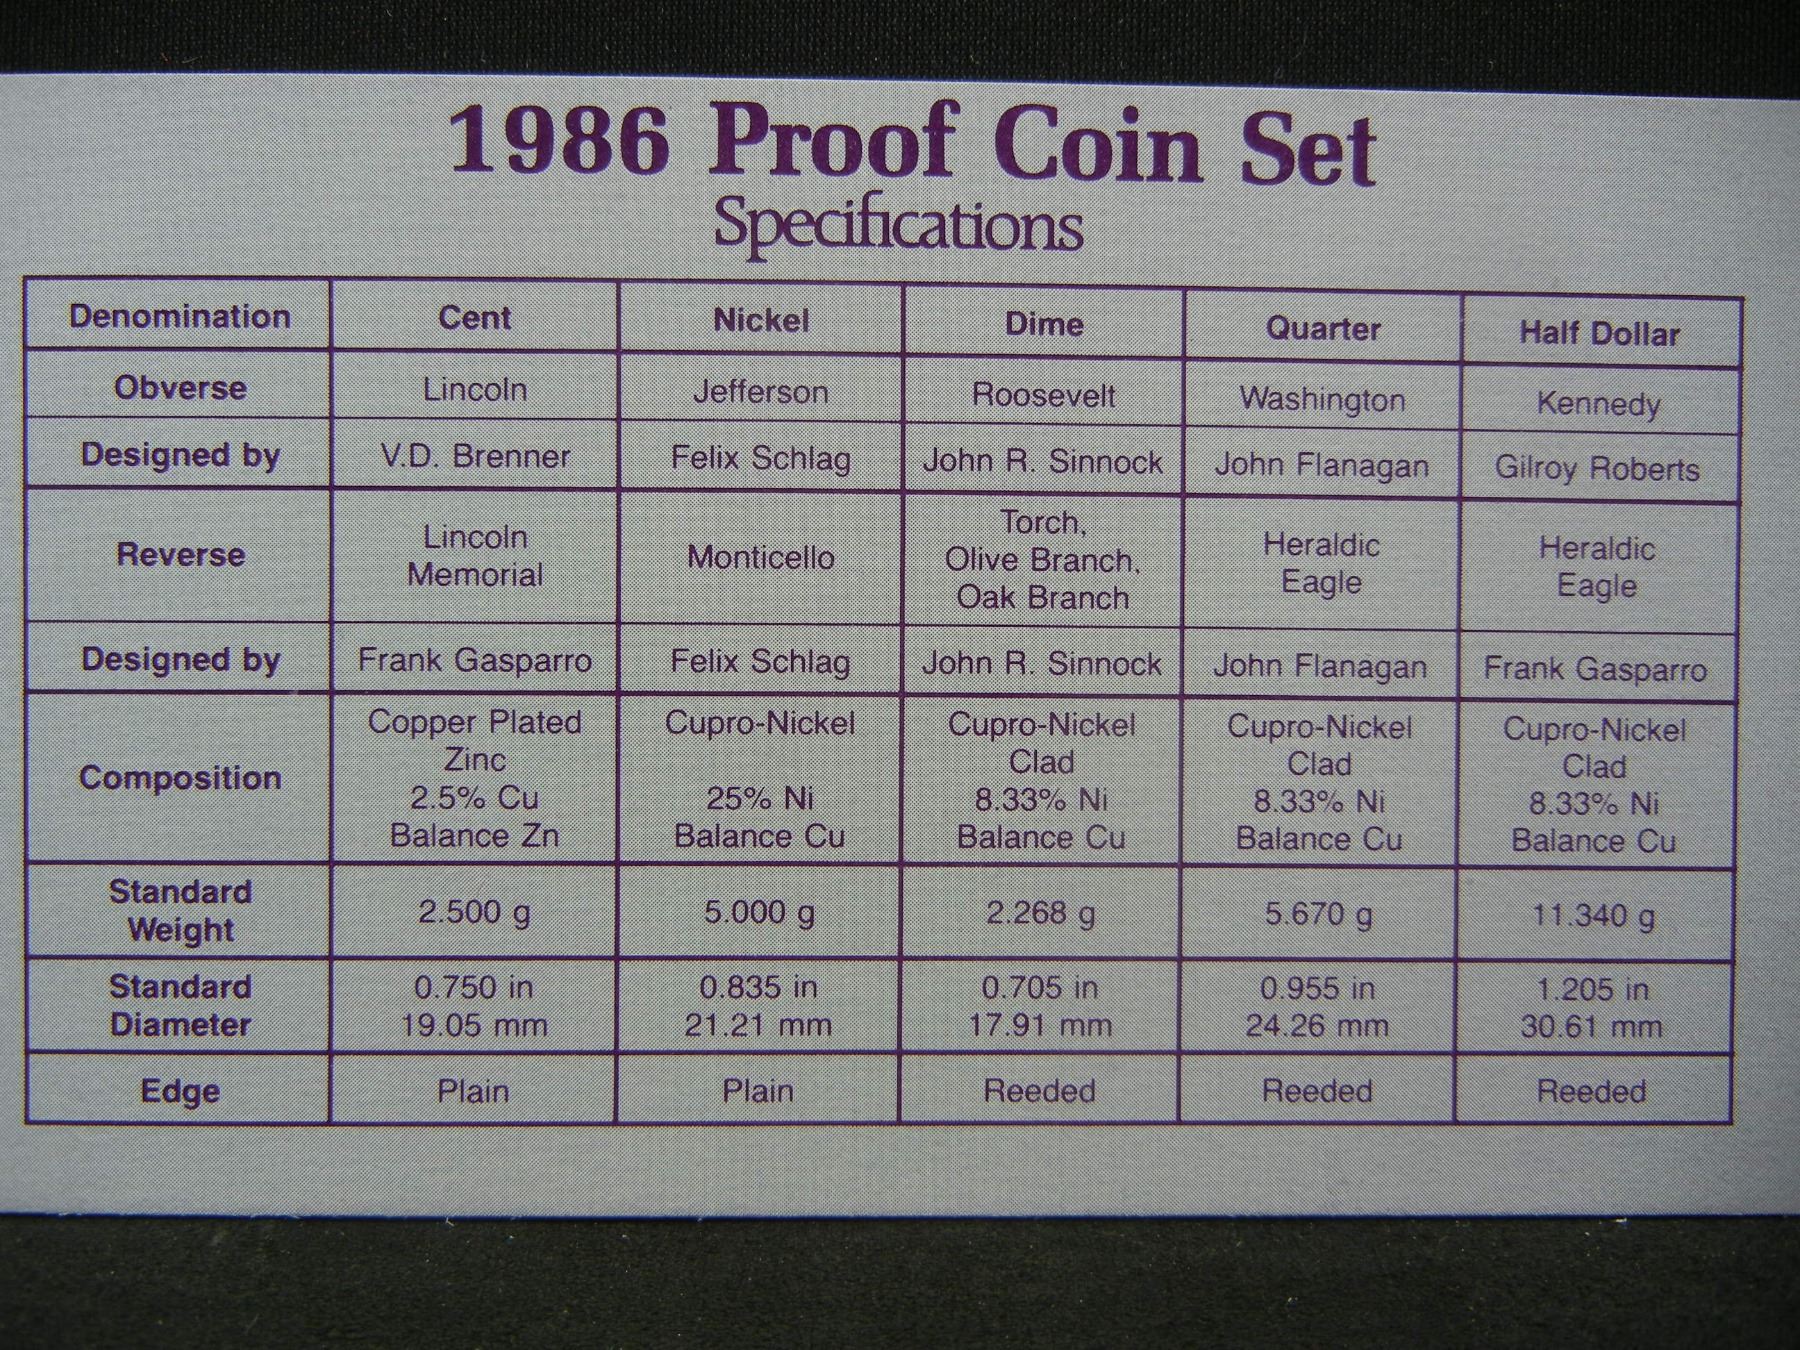 1986 Proof Coin Set
Specifications
Denomination Cent Nickel Dime Quarter Half Dollar
Obverse Lincoln Jefferson Roosevelt Washington Kennedy
Designed by V.D. Brenner Felix Schlag John R. Sinnock John Flanagan Gilroy Roberts
Reverse
Lincoln
Memorial
Monticello
Torch,
Olive Branch,
Oak Branch
Heraldic
Eagle
Heraldic
Eagle
Designed by Frank Gasparro Felix Schlag John R. Sinnock John Flanagan Frank Gasparro
Composition
Copper Plated
Zinc
2.5% Cu
Balance Zn
Cupro-Nickel
25% Ni
Balance Cu
Cupro-Nickel
Clad
8.33% Ni
Balance Cu
Cupro-Nickel
Clad
8.33% Ni
Balance Cu
Cupro-Nickel
Clad
8.33% Ni
Balance Cu
Standard
Weight
2.500 g 5.000 g 2.268 g 5.670 g 11.340 g
Standard
Diameter
0.750 in
19.05 mm
0.835 in
21.21 mm
0.705 in
17.91 mm
0.955 in
24.26 mm
1.205 in
30.61 mm
Edge Plain Plain Reeded Reeded Reeded